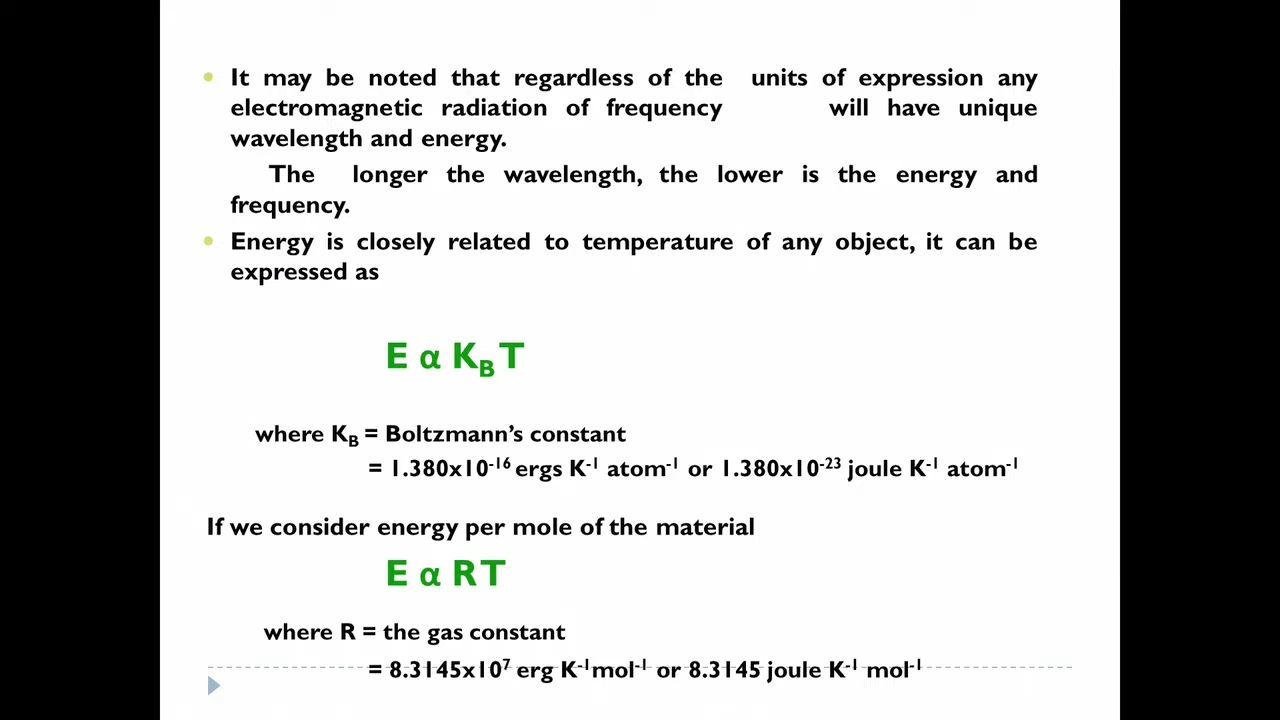 • It may be noted that regardless of the units of expression any
electromagnetic radiation of frequency will have unique
wavelength and energy.
The longer the wavelength, the lower is the energy and
frequency.
• Energy is closely related to temperature of any object, it can be
expressed as
E α K_B T
where K_B = Boltzmann’s constant
= 1.380x10⁻¹⁶ ergs K⁻¹ atom⁻¹ or 1.380x10⁻²³ joule K⁻¹ atom⁻¹
If we consider energy per mole of the material
E α RT
where R = the gas constant
= 8.3145x10⁷ erg K⁻¹mol⁻¹ or 8.3145 joule K⁻¹ mol⁻¹